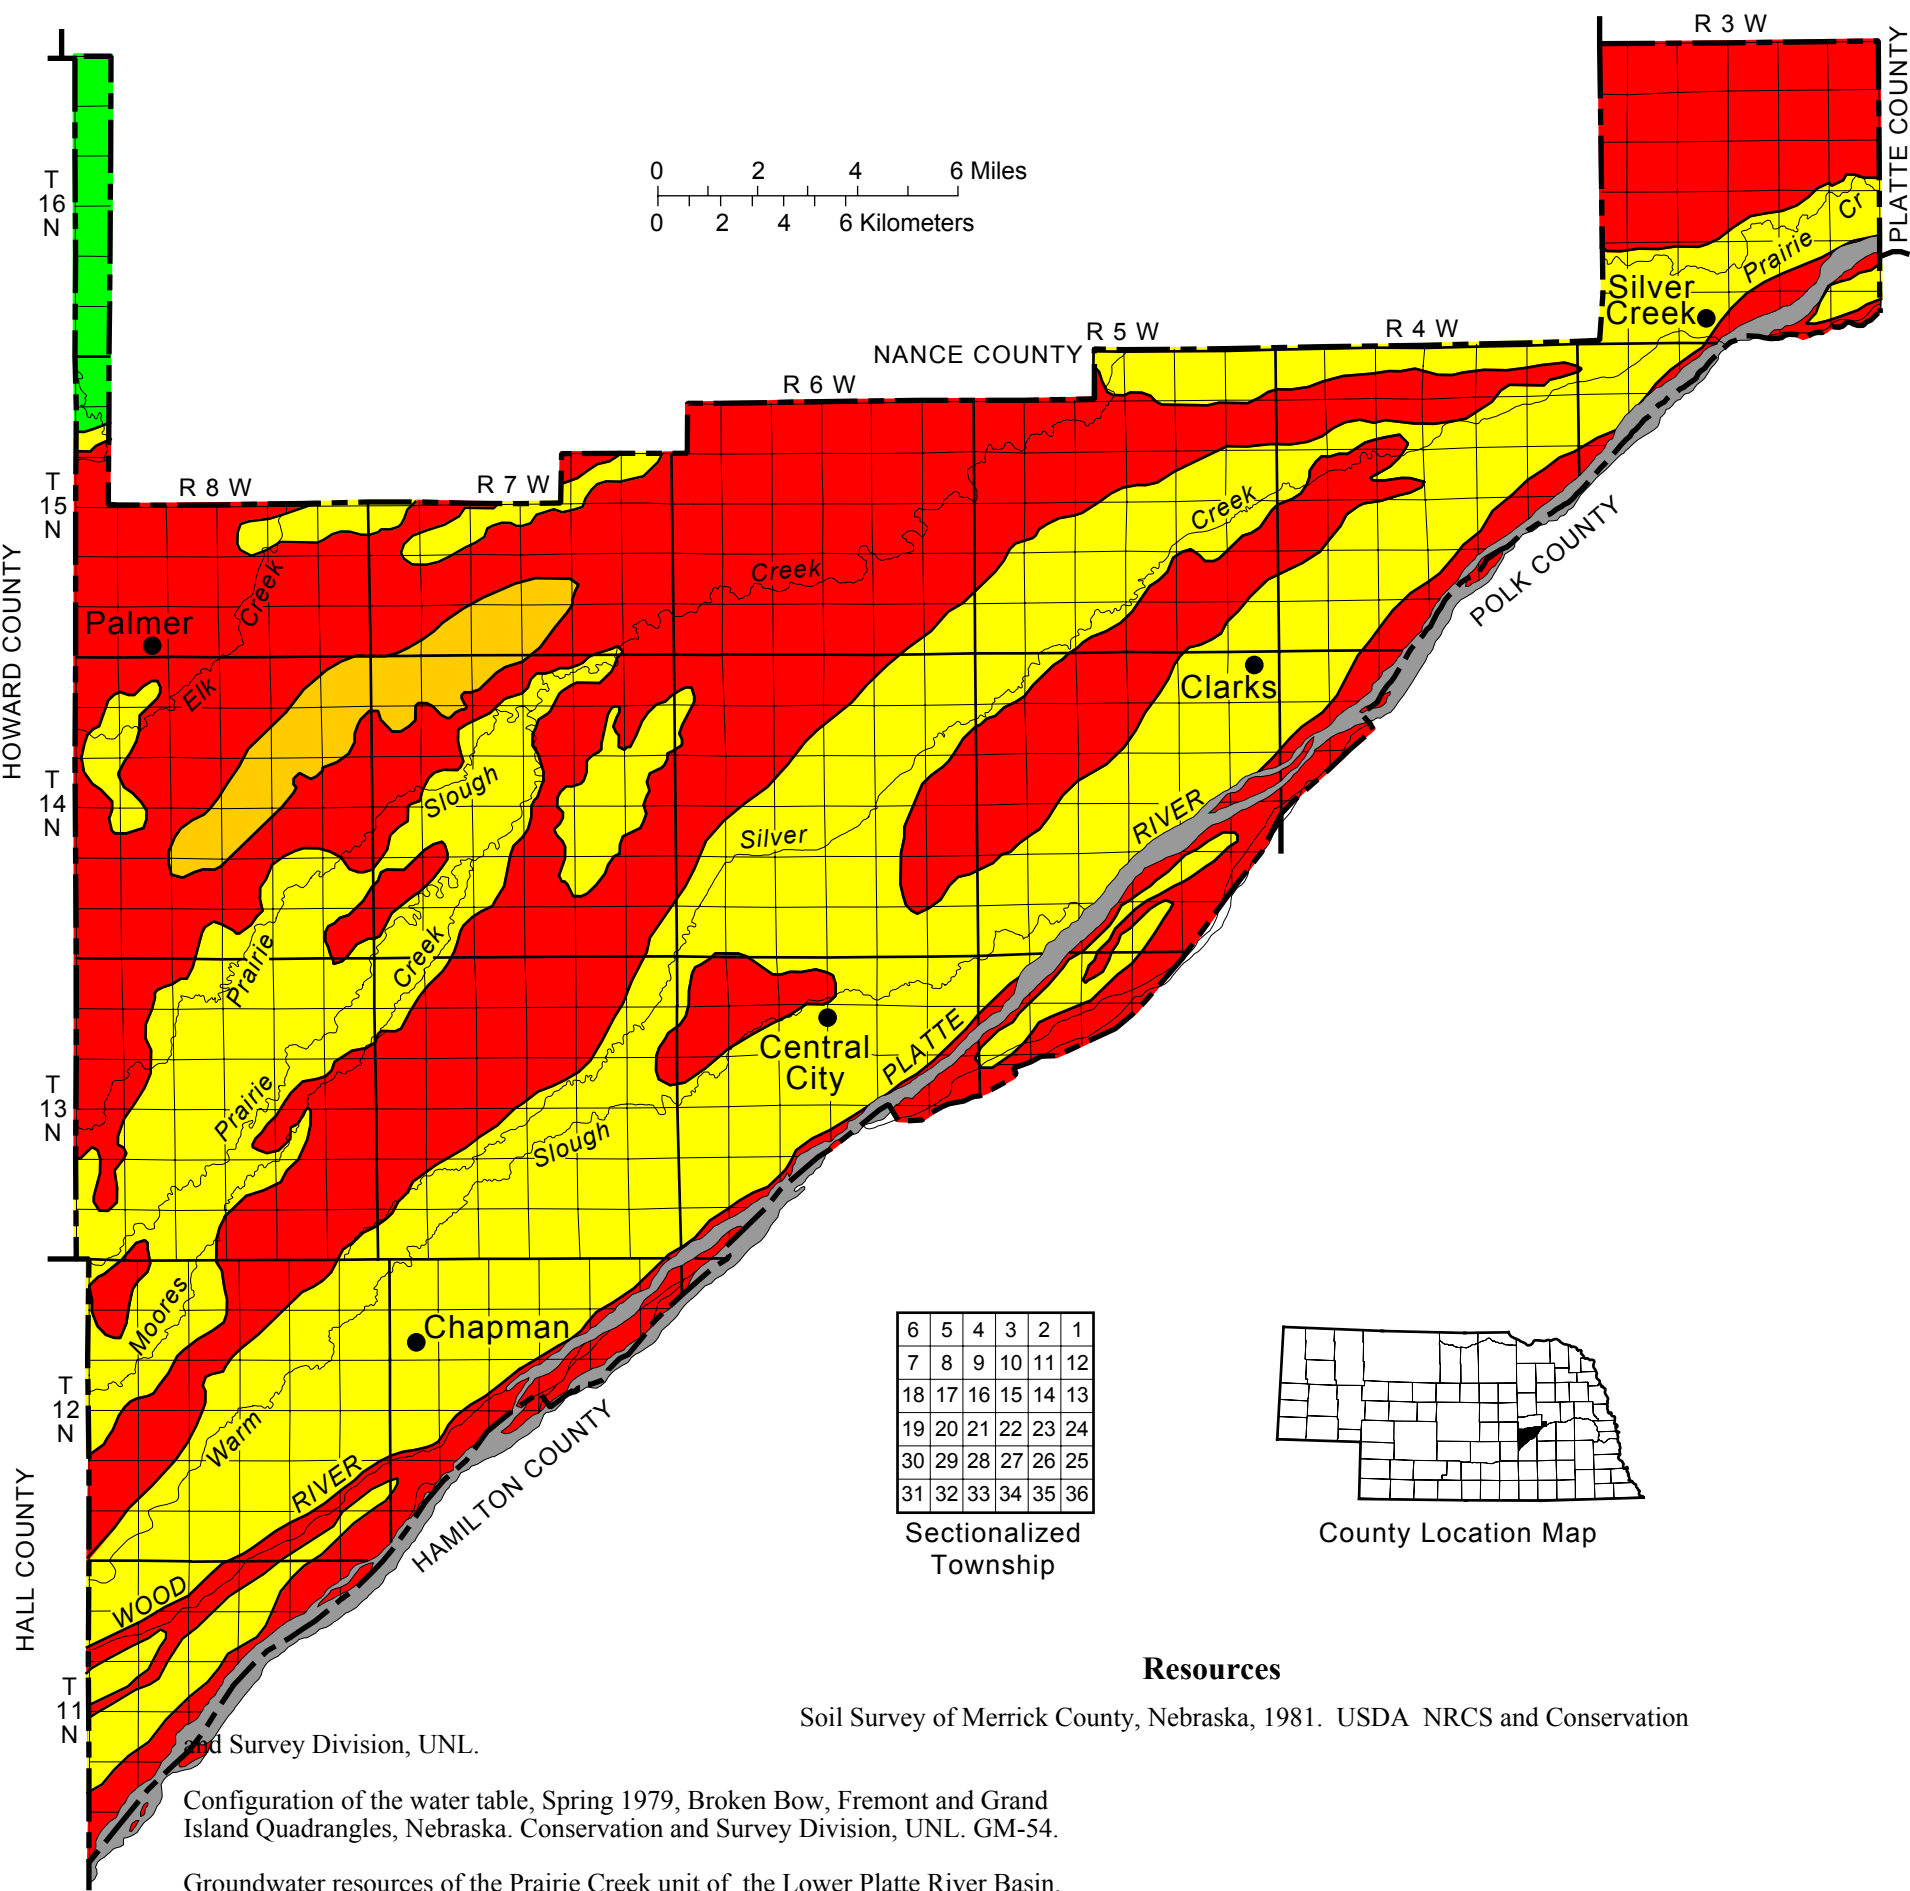 R 3 W
PLATTE COUNTY
T
16
N
0 2 4 6 Miles
0 2 4 6 Kilometers
Cr
Prairie
Silver
Creek
R 5 W
R 4 W
NANCE COUNTY
R 6 W
R 8 W
R 7 W
T
15
N
Creek
POLK COUNTY
Creek
Creek
HOWARD COUNTY
Palmer
Elk
Clarks
T
14
N
Slough
Silver
RIVER
Prairie
Creek
Central
City
PLATTE
T
13
N
Prairie
Slough
Moores
Chapman
6 5 4 3 2 1
7 8 9 10 11 12
18 17 16 15 14 13
19 20 21 22 23 24
30 29 28 27 26 25
31 32 33 34 35 36
Sectionalized
Township
County Location Map
T
12
N
Warm
RIVER
HAMILTON COUNTY
HALL COUNTY
WOOD
T
11
N
Resources
Soil Survey of Merrick County, Nebraska, 1981. USDA NRCS and Conservation
and Survey Division, UNL.
Configuration of the water table, Spring 1979, Broken Bow, Fremont and Grand
Island Quadrangles, Nebraska. Conservation and Survey Division, UNL. GM-54.
Groundwater resources of the Prairie Creek unit of the Lower Platte River Basin,